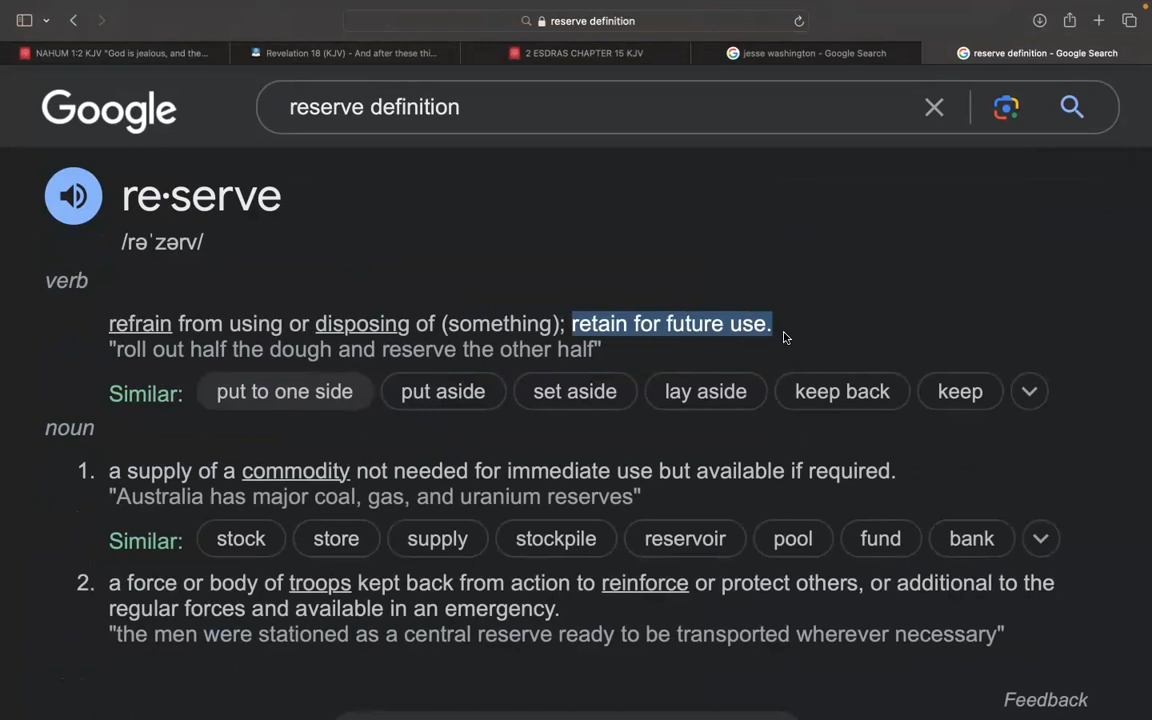 reserve definition
NAHUM 1:2 KJV "God is jealous, and the...
Revelation 18 (KJV) - And after these thi...
2 ESDRAS CHAPTER 15 KJV
jesse washington - Google Search
reserve definition - Google Search
Google
reserve definition
re·serve
/rəˈzərv/
verb
refrain from using or disposing of (something); retain for future use.
"roll out half the dough and reserve the other half"
Similar: put to one side put aside set aside lay aside keep back keep
noun
1. a supply of a commodity not needed for immediate use but available if required.
"Australia has major coal, gas, and uranium reserves"
Similar: stock store supply stockpile reservoir pool fund bank
2. a force or body of troops kept back from action to reinforce or protect others, or additional to the
regular forces and available in an emergency.
"the men were stationed as a central reserve ready to be transported wherever necessary"
Feedback